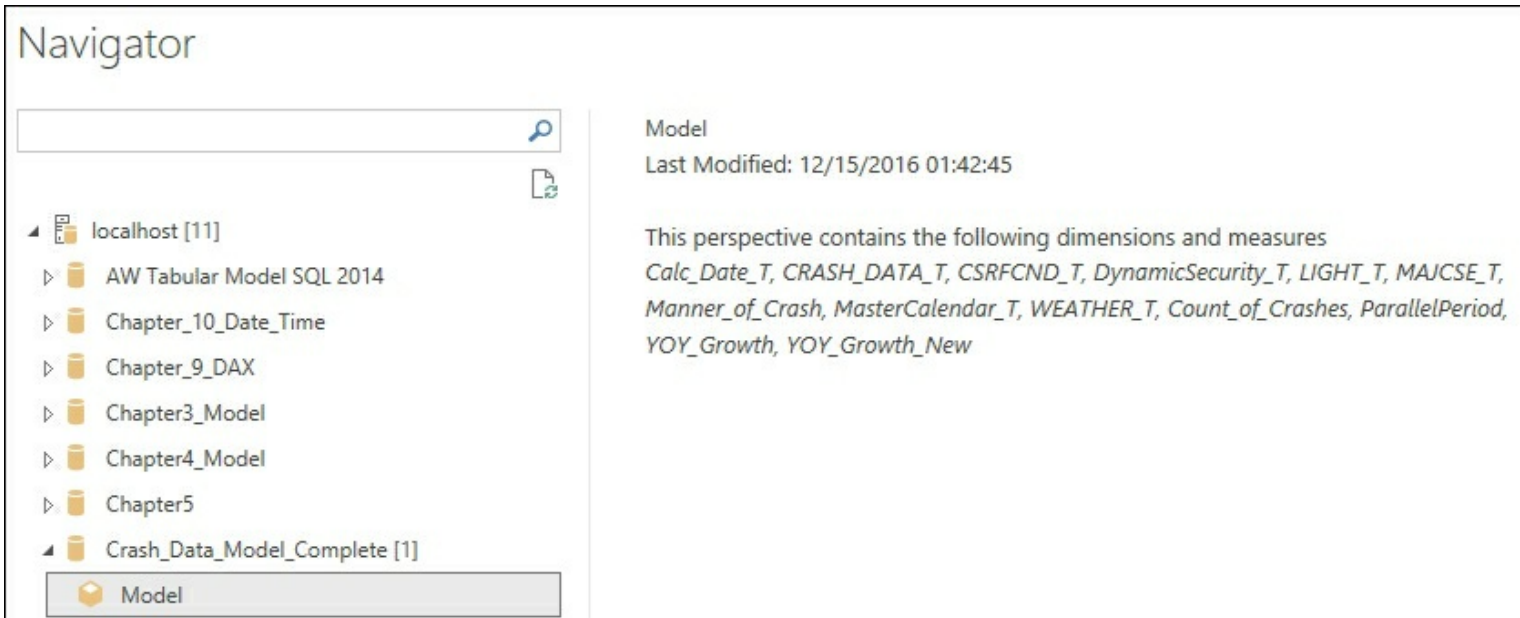 Navigator
localhost [11]
AW Tabular Model SQL 2014
Chapter_10_Date_Time
Chapter_9_DAX
Chapter3_Model
Chapter4_Model
Chapter5
Crash_Data_Model_Complete [1]
Model
Model
Last Modified: 12/15/2016 01:42:45
This perspective contains the following dimensions and measures
Calc_Date_T, CRASH_DATA_T, CSRFCND_T, DynamicSecurity_T, LIGHT_T, MAJCSE_T,
Manner_of_Crash, MasterCalendar_T, WEATHER_T, Count_of_Crashes, ParallelPeriod,
YOY_Growth, YOY_Growth_New